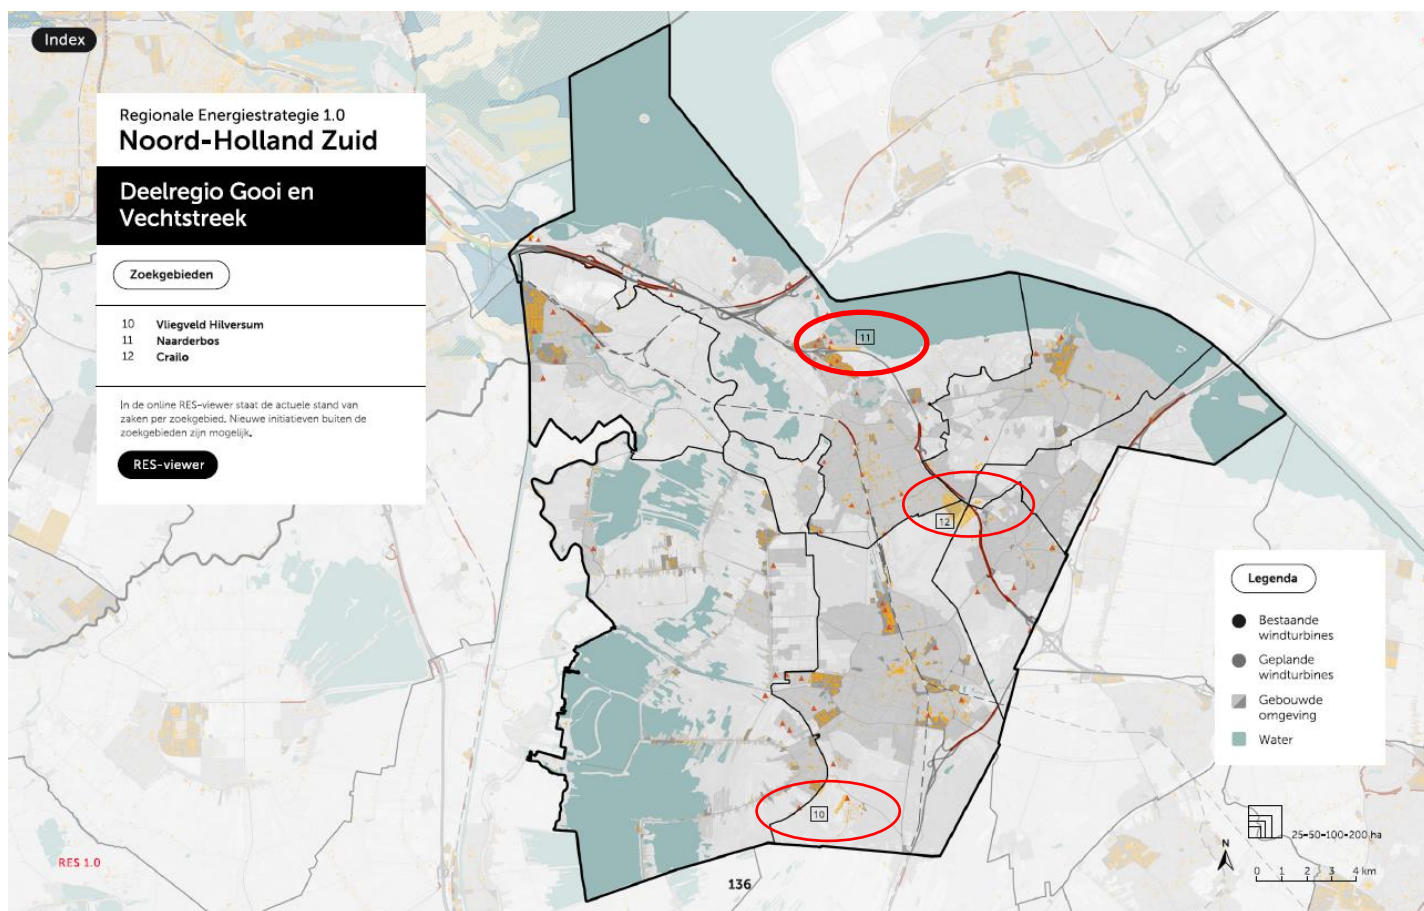 Index
Regionale Energiestrategie 1.0
Noord-Holland Zuid
Deelregio Gooi en
Vechtstreek
Zoekgebieden
10 Vliegveld Hilversum
11 Naarderbos
12 Crailo
In de online RES-viewer staat de actuele stand van
zaken per zoekgebied. Nieuwe initiatieven buiten de
zoekgebieden zijn mogelijk.
RES-viewer
11
12
10
Legenda
Bestaande
windturbines
Geplande
windturbines
Gebouwde
omgeving
Water
25-50-100-200 ha
N
0 1 2 3 4 km
RES 1.0
136